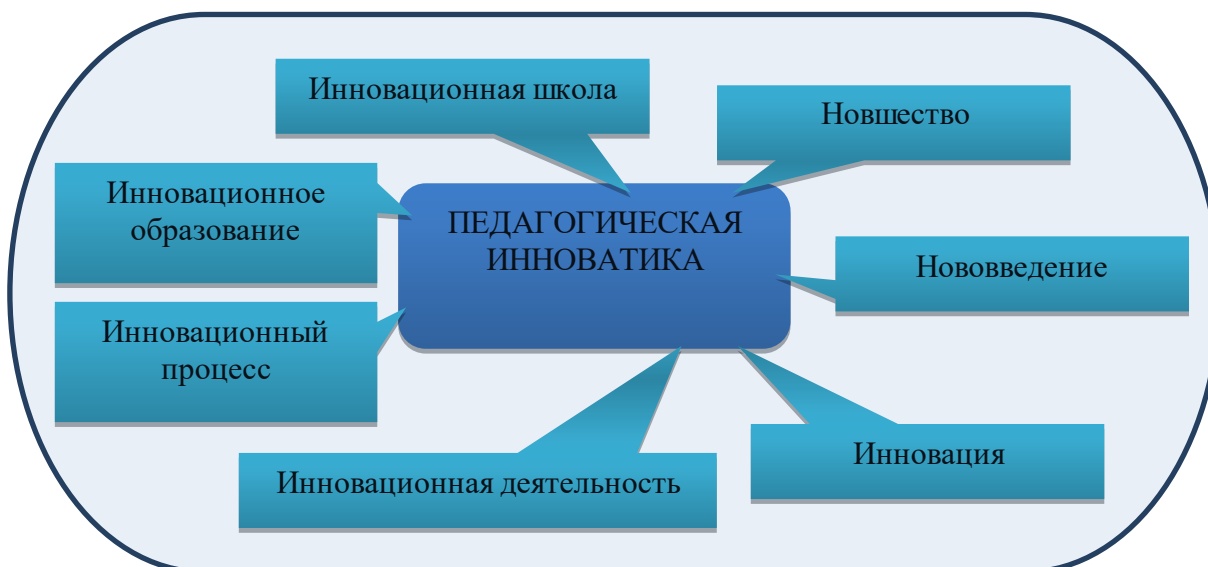 Инновационная школа
Новшество
Инновационное
образование
ПЕДАГОГИЧЕСКАЯ
ИННОВАТИКА
Нововведение
Инновационный
процесс
Инновация
Инновационная деятельность